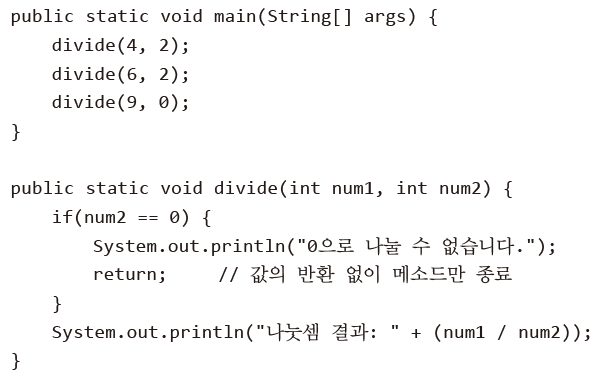 public static void main(String[] args) {
    divide(4, 2);
    divide(6, 2);
    divide(9, 0);
}

public static void divide(int num1, int num2) {
    if(num2 == 0) {
        System.out.println("0으로 나눌 수 없습니다.");
        return;     // 값의 반환 없이 메소드만 종료
    }
    System.out.println("나눗셈 결과: " + (num1 / num2));
}